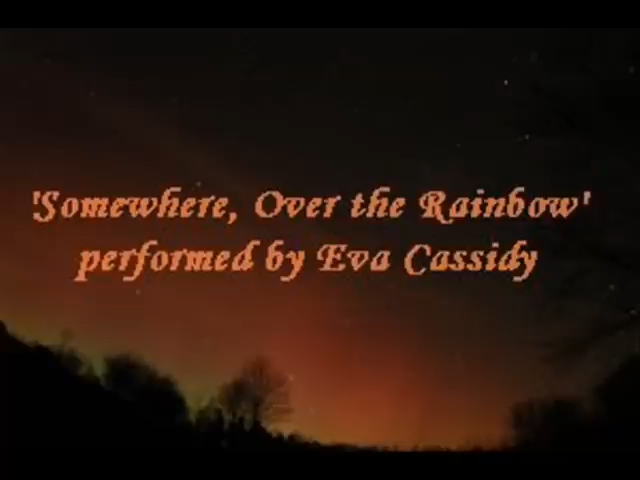 'Somewhere, Over the Rainbow'
performed by Eva Cassidy